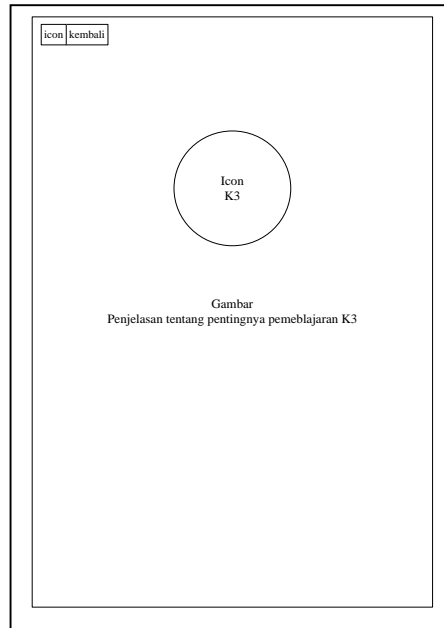 icon kembali
Icon
K3
Gambar
Penjelasan tentang pentingnya pemeblajaran K3